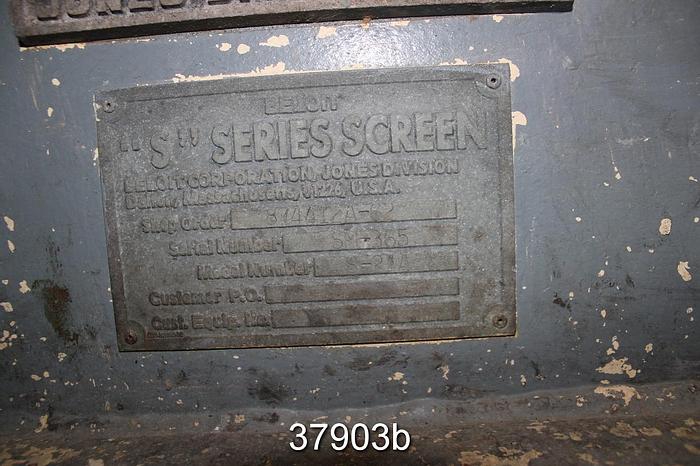 JONES
BELOIT
"S" SERIES SCREEN
BELOIT CORPORATION, JONES DIVISION
Dalton, Massachusetts, 01226, U.S.A.
Shop Order
Serial Number
Model Number
Customer P.O.
Cust. Equip. No.
37903b